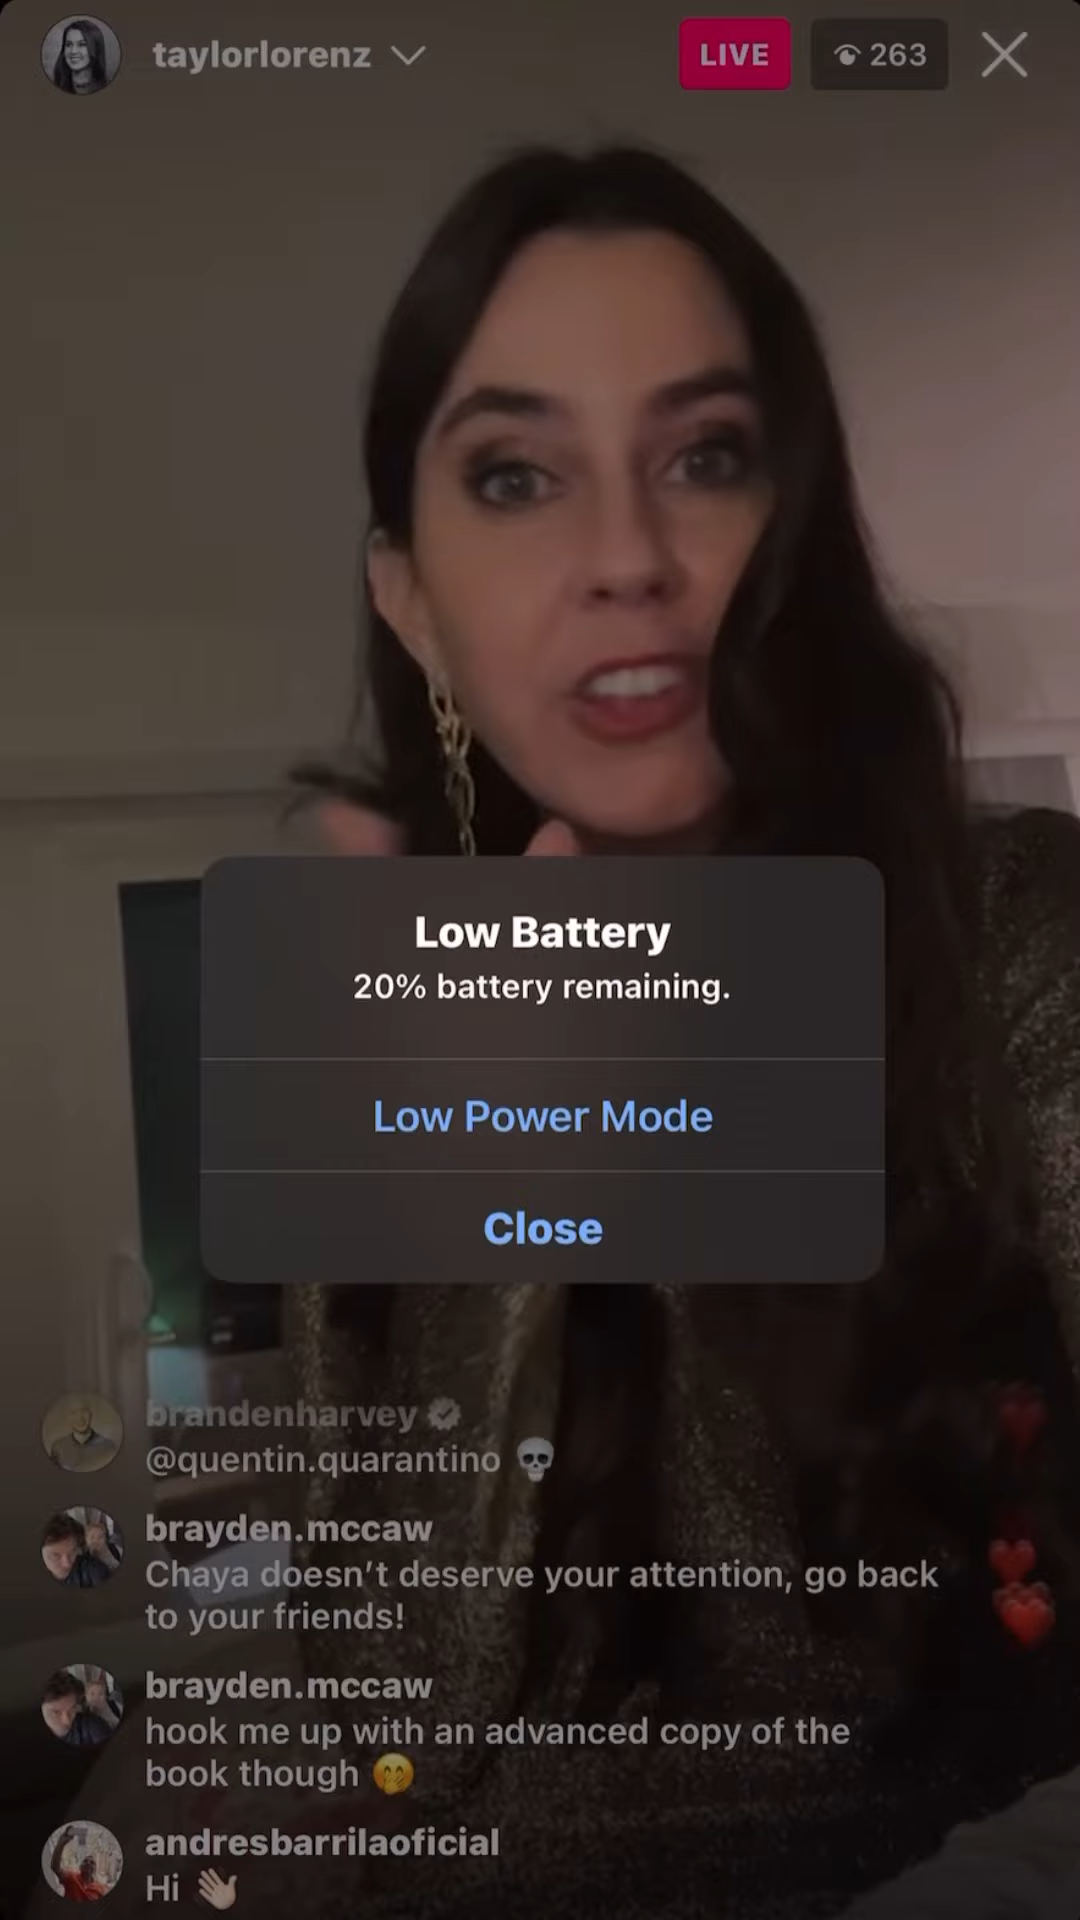 taylorlorenz
LIVE
263
Low Battery
20% battery remaining.
Low Power Mode
Close
brandenharvey
@quentin.quarantino 💀
brayden.mccaw
Chaya doesn’t deserve your attention, go back
to your friends!
brayden.mccaw
hook me up with an advanced copy of the
book though 🤭
andresbarrilaoficial
Hi 👋🏻